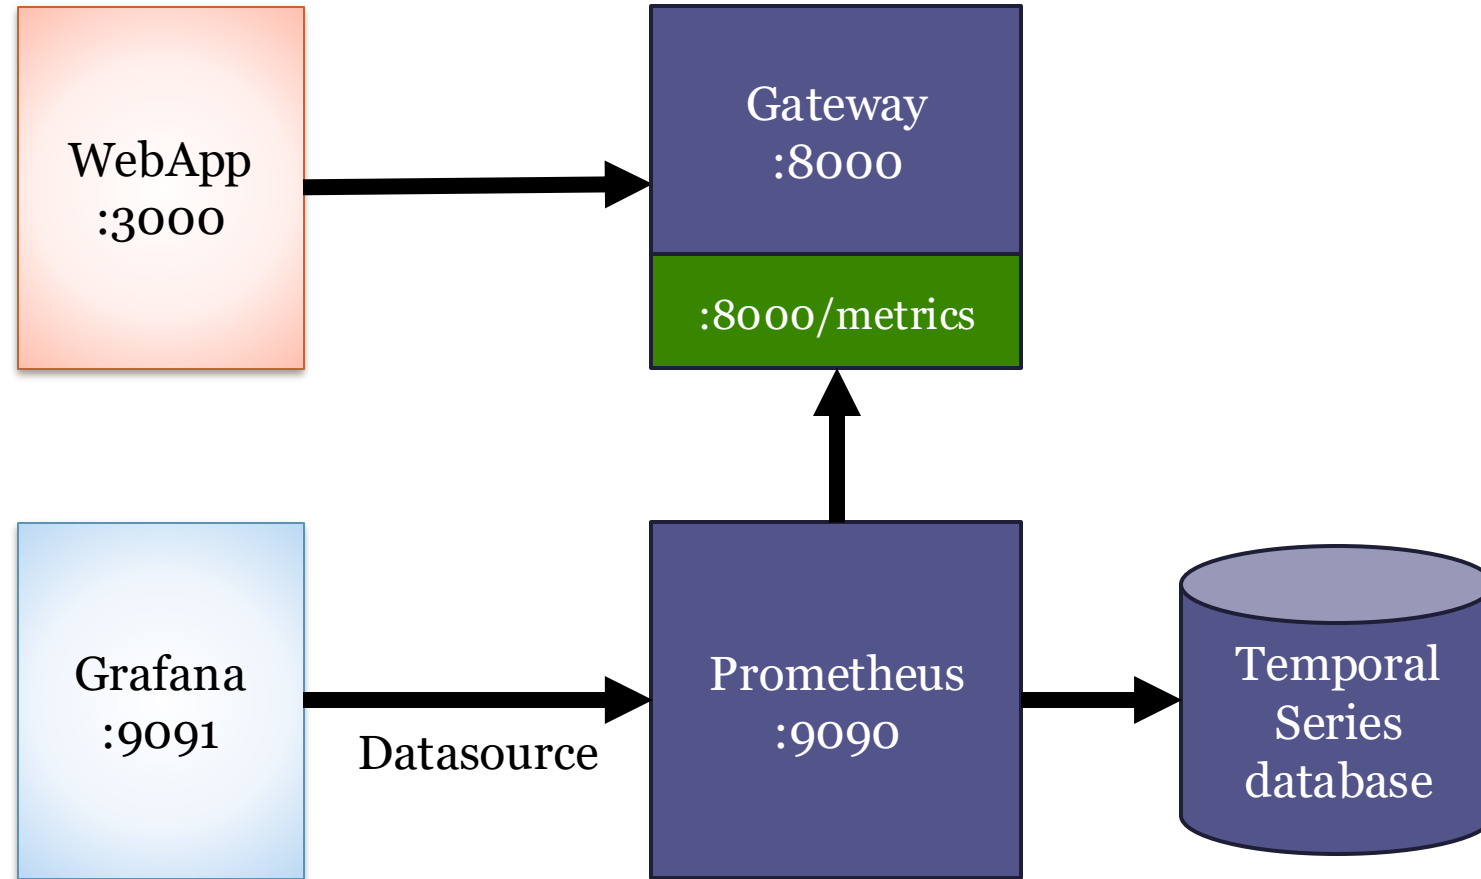 WebApp
:3000
Gateway
:8000
:8000/metrics
Grafana
:9091
Datasource
Prometheus
:9090
Temporal
Series
database